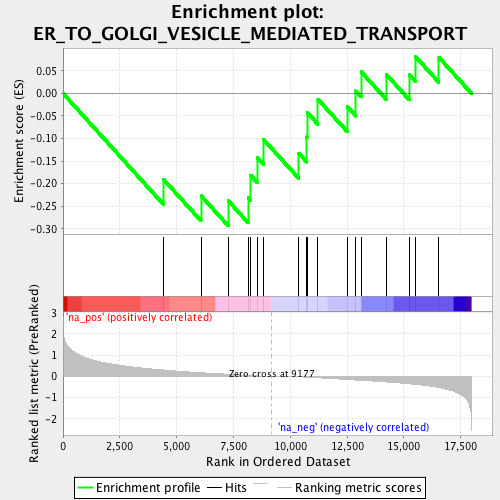 Enrichment plot:
ER_TO_GOLGI_VESICLE_MEDIATED_TRANSPORT
Enrichment score (ES)
0.05
0.00
-0.05
-0.10
-0.15
-0.20
-0.25
-0.30
'na_pos' (positively correlated)
Ranked list metric (PreRanked)
3
2
1
0
-1
-2
Zero cross at 9177
'na_neg' (negatively correlated)
0
2,500
5,000
7,500
10,000
12,500
15,000
17,500
Rank in Ordered Dataset
Enrichment profile
Hits
Ranking metric scores